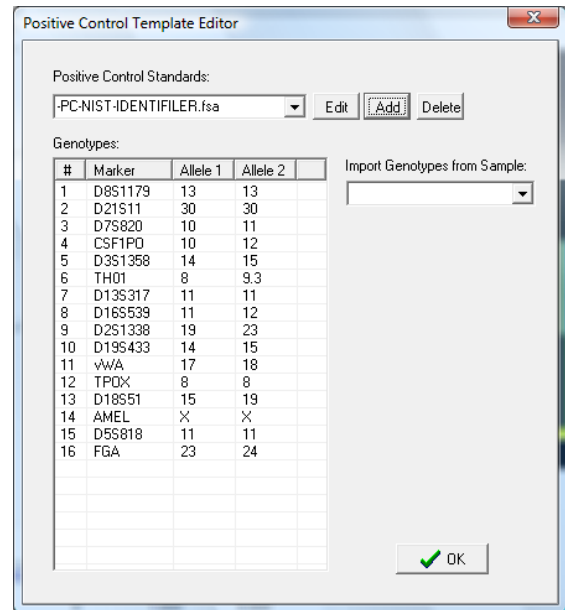 Positive Control Template Editor
Positive Control Standards:
-PC-NIST-IDENTIFILER.fsa Edit Add Delete
Genotypes:
Import Genotypes from Sample:
# Marker Allele 1 Allele 2
1 D8S1179 13 13
2 D21S11 30 30
3 D7S820 10 11
4 CSF1PO 10 12
5 D3S1358 14 15
6 TH01 8 9.3
7 D13S317 11 11
8 D16S539 11 12
9 D2S1338 19 23
10 D19S433 14 15
11 vWA 17 18
12 TPOX 8 8
13 D18S51 15 19
14 AMEL X X
15 D5S818 11 11
16 FGA 23 24
OK